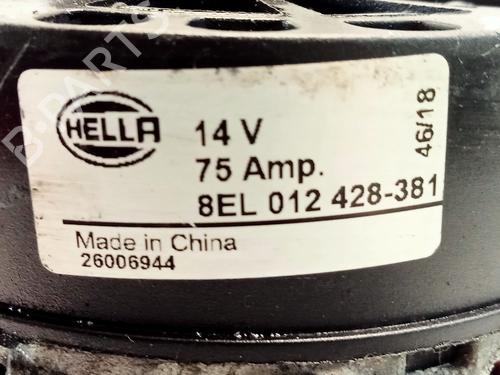 HELLA
14 V
75 Amp.
8EL 012 428-381
46/18
Made in China
26006944
B-PARTS